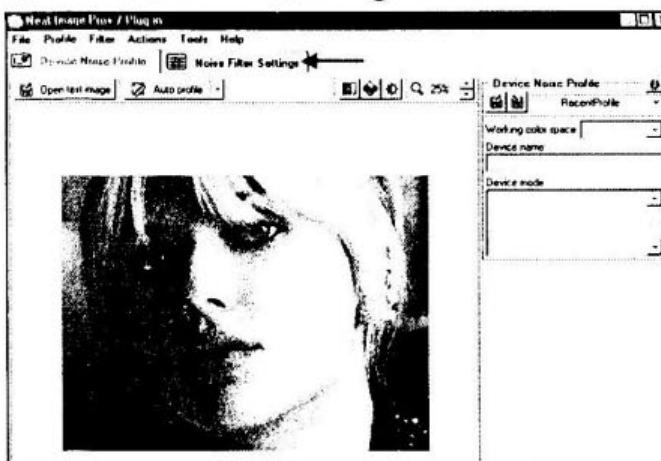 Neat Image Pro+ / Plug-in
File Profile Filter Actions Tools Help
Device Noise Profile Noise Filter Settings
Open test image Auto profile 25%
Device Noise Profile
RecentProfile
Working color space
Device name
Device mode